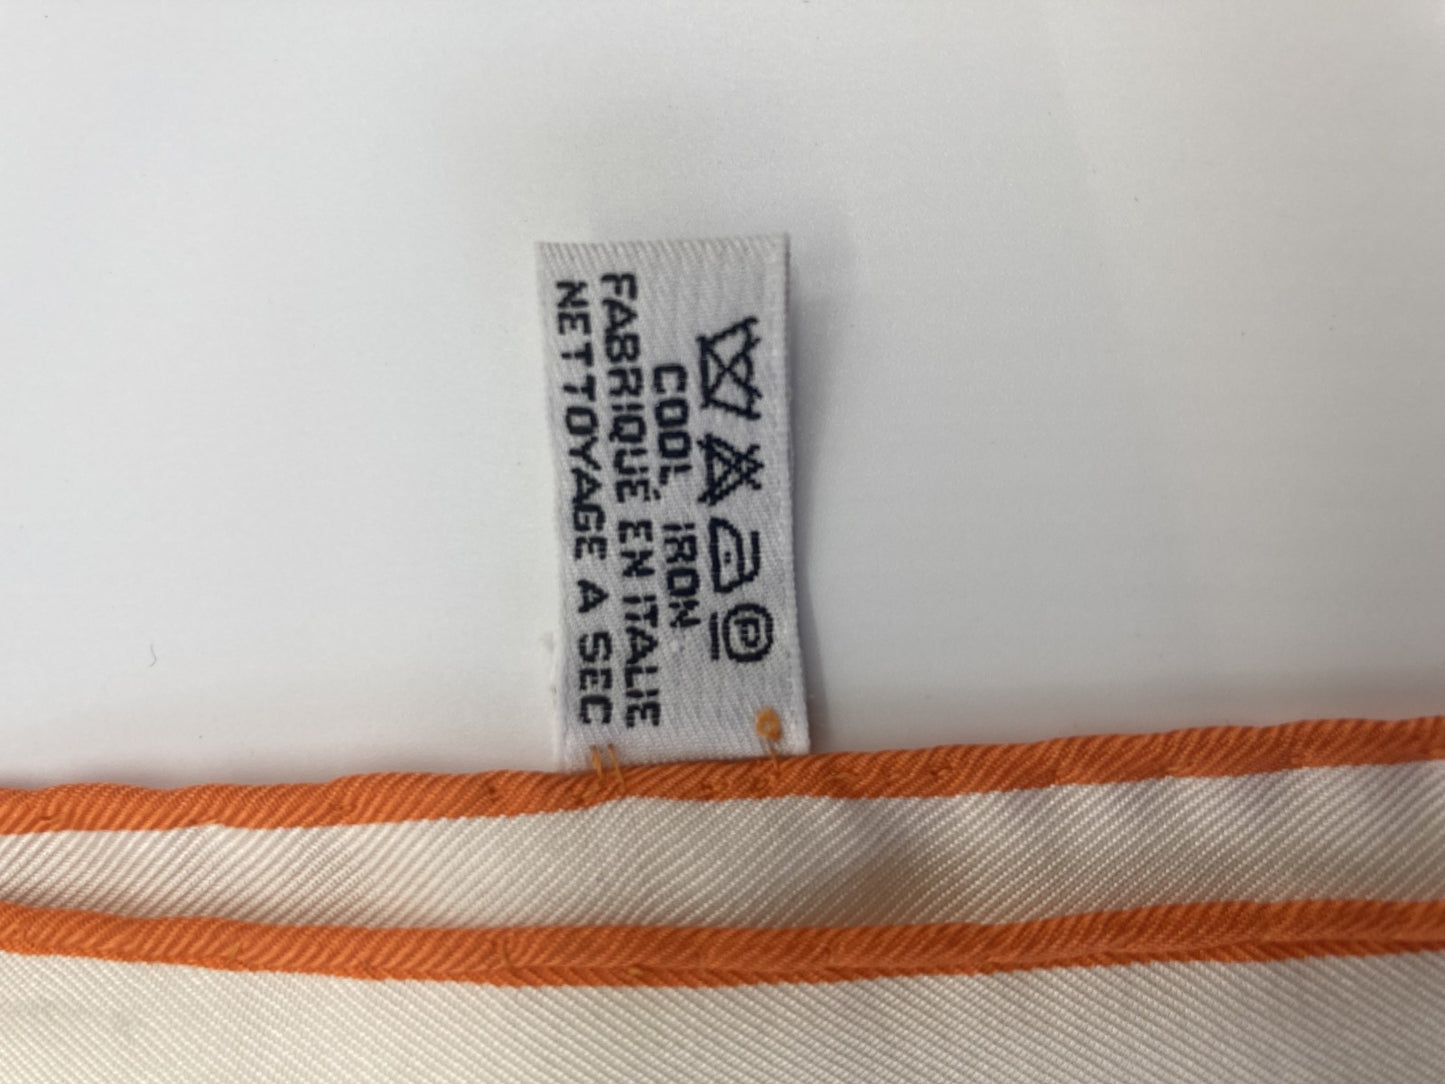 P
COOL IRON
FABRIQUÉ EN ITALIE
NETTOYAGE A SEC